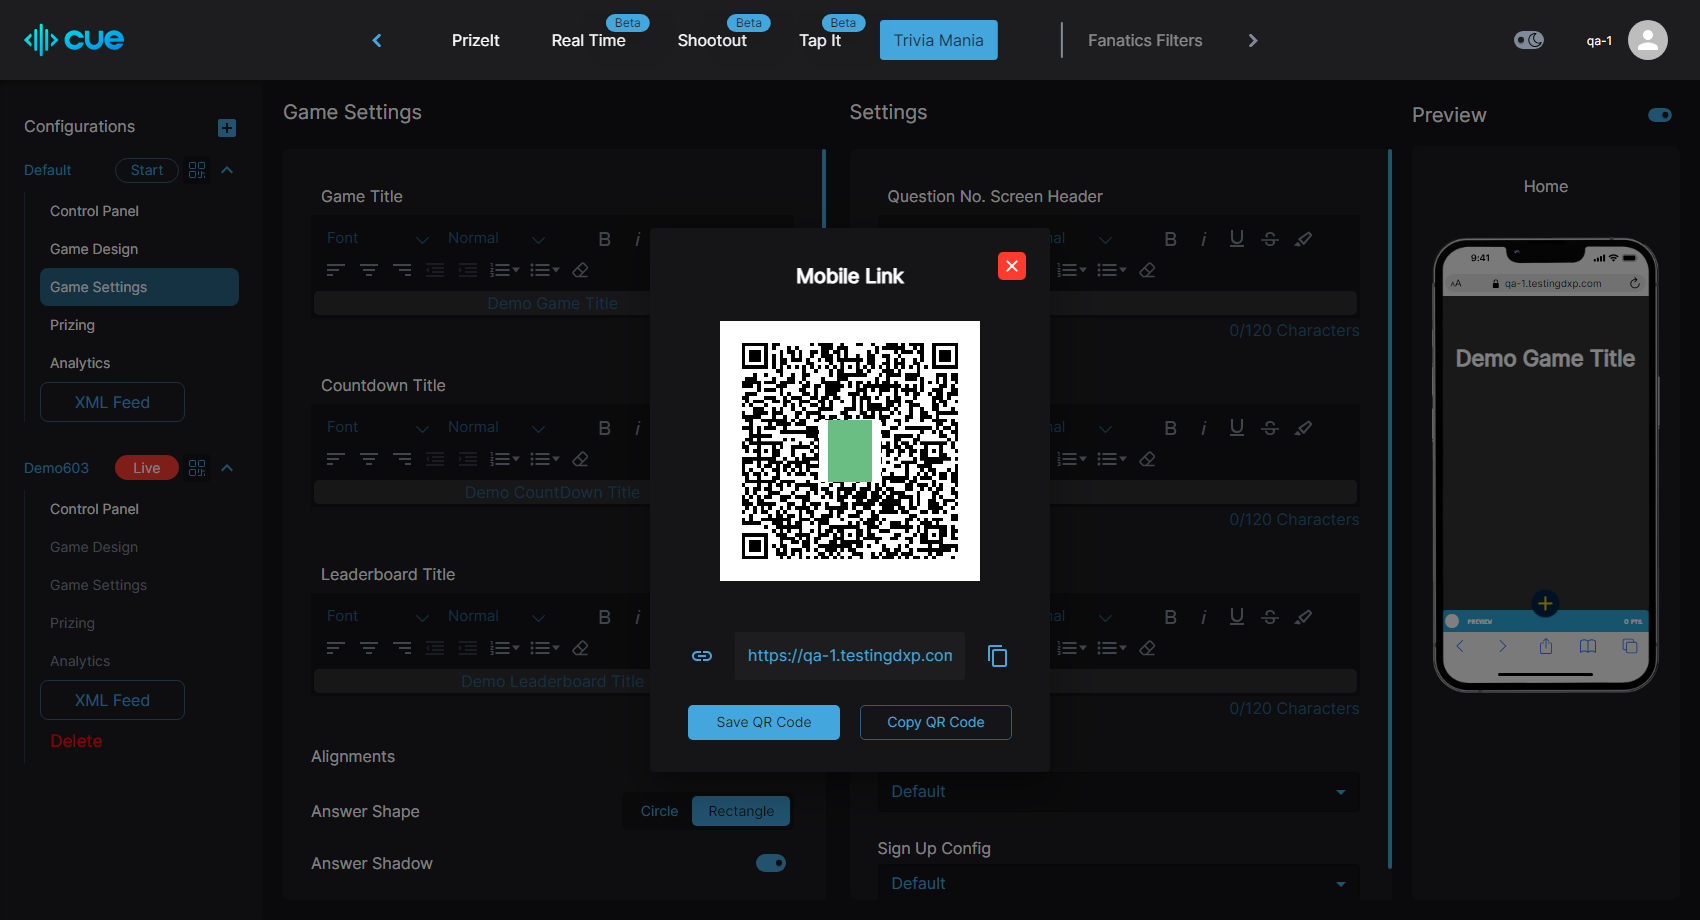 cue
PrizeIt
Real Time
Beta
Shootout
Beta
Tap It
Beta
Trivia Mania
Fanatics Filters
qa-1
Configurations
Default
Start
Control Panel
Game Design
Game Settings
Prizing
Analytics
XML Feed
Demo603
Live
Control Panel
Game Design
Game Settings
Prizing
Analytics
XML Feed
Delete
Game Settings
Game Title
Font
Normal
B
i
Demo Game Title
Countdown Title
Font
Normal
B
i
Demo CountDown Title
Leaderboard Title
Font
Normal
B
i
Demo Leaderboard Title
Alignments
Answer Shape
Circle
Rectangle
Answer Shadow
Mobile Link
https://qa-1.testingdxp.con
Save QR Code
Copy QR Code
Settings
Question No. Screen Header
al
B
i
U
S
0/120 Characters
al
B
i
U
S
0/120 Characters
al
B
i
U
S
0/120 Characters
Default
Sign Up Config
Default
Preview
Home
9:41
AA
qa-1.testingdxp.com
Demo Game Title
PREVIEW
0 PTS.